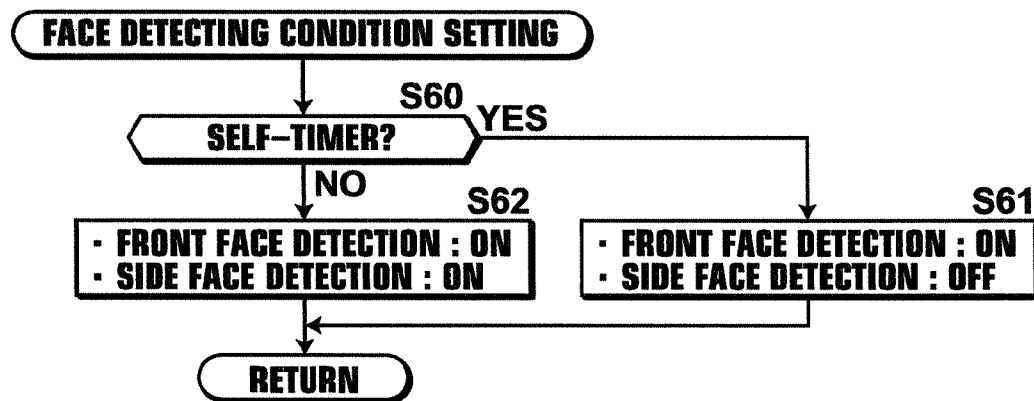 FACE DETECTING CONDITION SETTING
S60
SELF-TIMER?
YES
NO
S62
· FRONT FACE DETECTION : ON
· SIDE FACE DETECTION : ON
S61
· FRONT FACE DETECTION : ON
· SIDE FACE DETECTION : OFF
RETURN